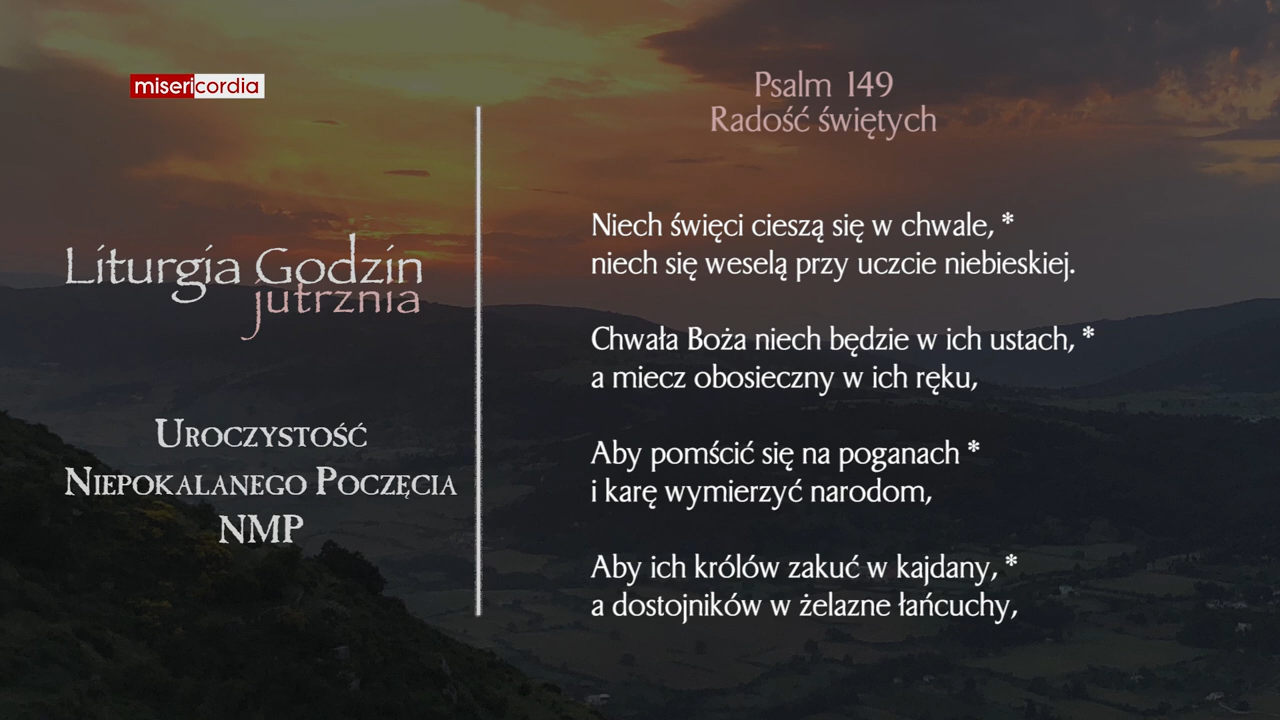 misericordia
Liturgia Godzin
jutrznia
Uroczystość
Niepokalanego Poczęcia
NMP
Psalm 149
Radość świętych
Niech święci cieszą się w chwale, *
niech się weselą przy uczcie niebieskiej.
Chwała Boża niech będzie w ich ustach, *
a miecz obosieczny w ich ręku,
Aby pomścić się na poganach *
i karę wymierzyć narodom,
Aby ich królów zakuć w kajdany, *
a dostojników w żelazne łańcuchy,